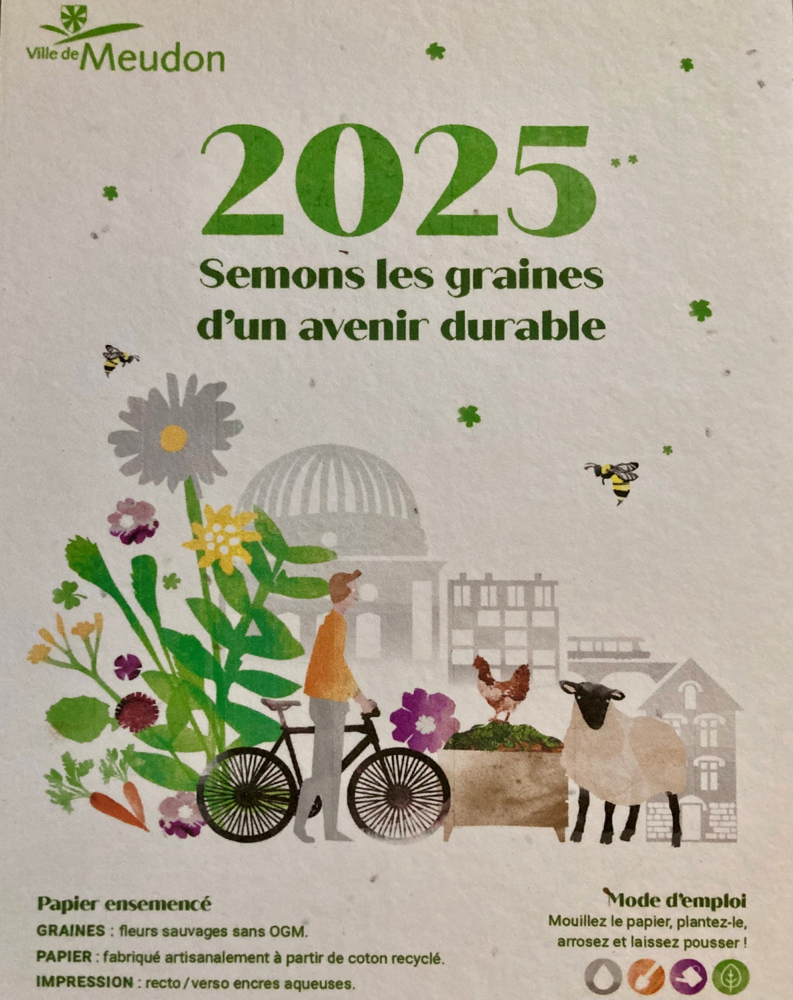 Ville de Meudon
2025
Semons les graines
d'un avenir durable
Papier ensemencé
GRAINES : fleurs sauvages sans OGM.
PAPIER : fabriqué artisanalement à partir de coton recyclé.
IMPRESSION : recto / verso encres aqueuses.
Mode d'emploi
Mouillez le papier, plantez-le,
arrosez et laissez pousser !